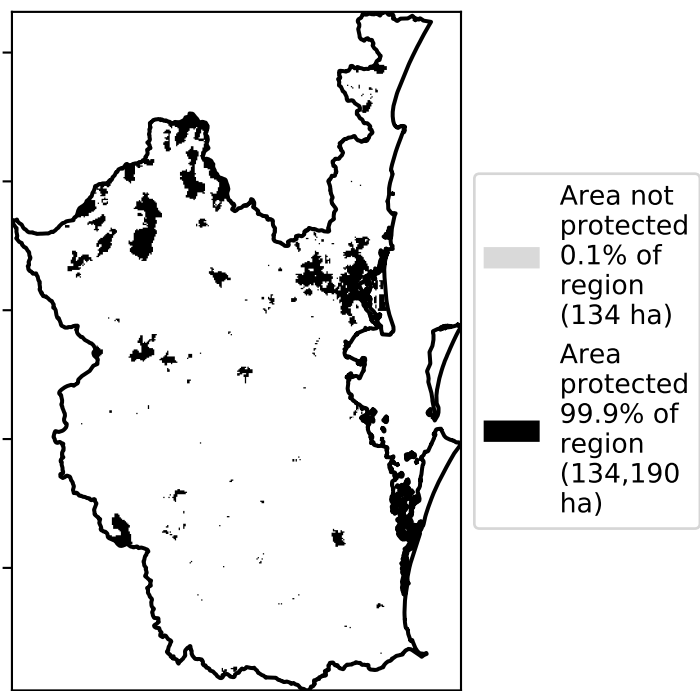 Area not
protected
0.1% of
region
(134 ha)
Area
protected
99.9% of
region
(134,190
ha)